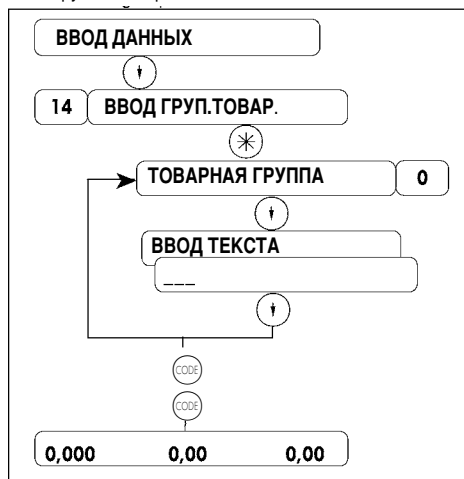 ВВОД ДАННЫХ
14 ВВОД ГРУП.ТОВАР.
ТОВАРНАЯ ГРУППА 0
ВВОД ТЕКСТА
___
CODE
CODE
0,000 0,00 0,00